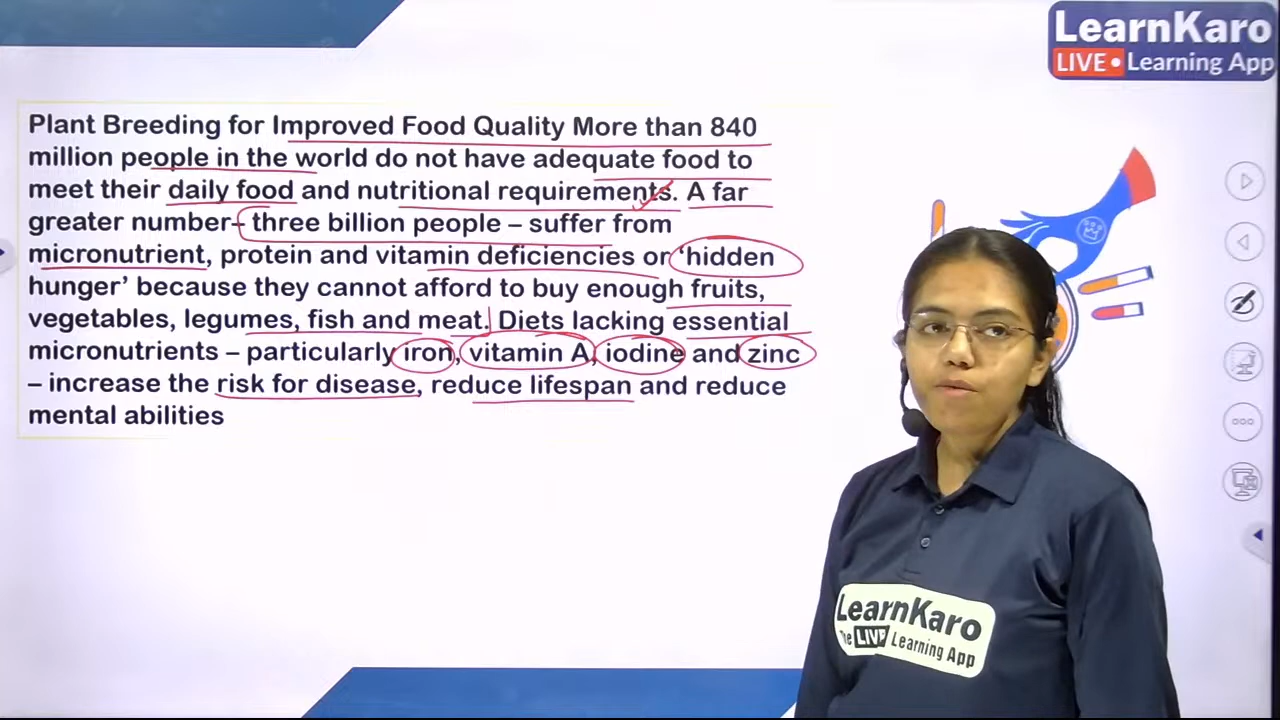 LearnKaro
LIVE • Learning App
Plant Breeding for Improved Food Quality More than 840
million people in the world do not have adequate food to
meet their daily food and nutritional requirements. A far
greater number– three billion people – suffer from
micronutrient, protein and vitamin deficiencies or ‘hidden
hunger’ because they cannot afford to buy enough fruits,
vegetables, legumes, fish and meat. Diets lacking essential
micronutrients – particularly iron, vitamin A, iodine and zinc
– increase the risk for disease, reduce lifespan and reduce
mental abilities
LearnKaro
The LIVE Learning App